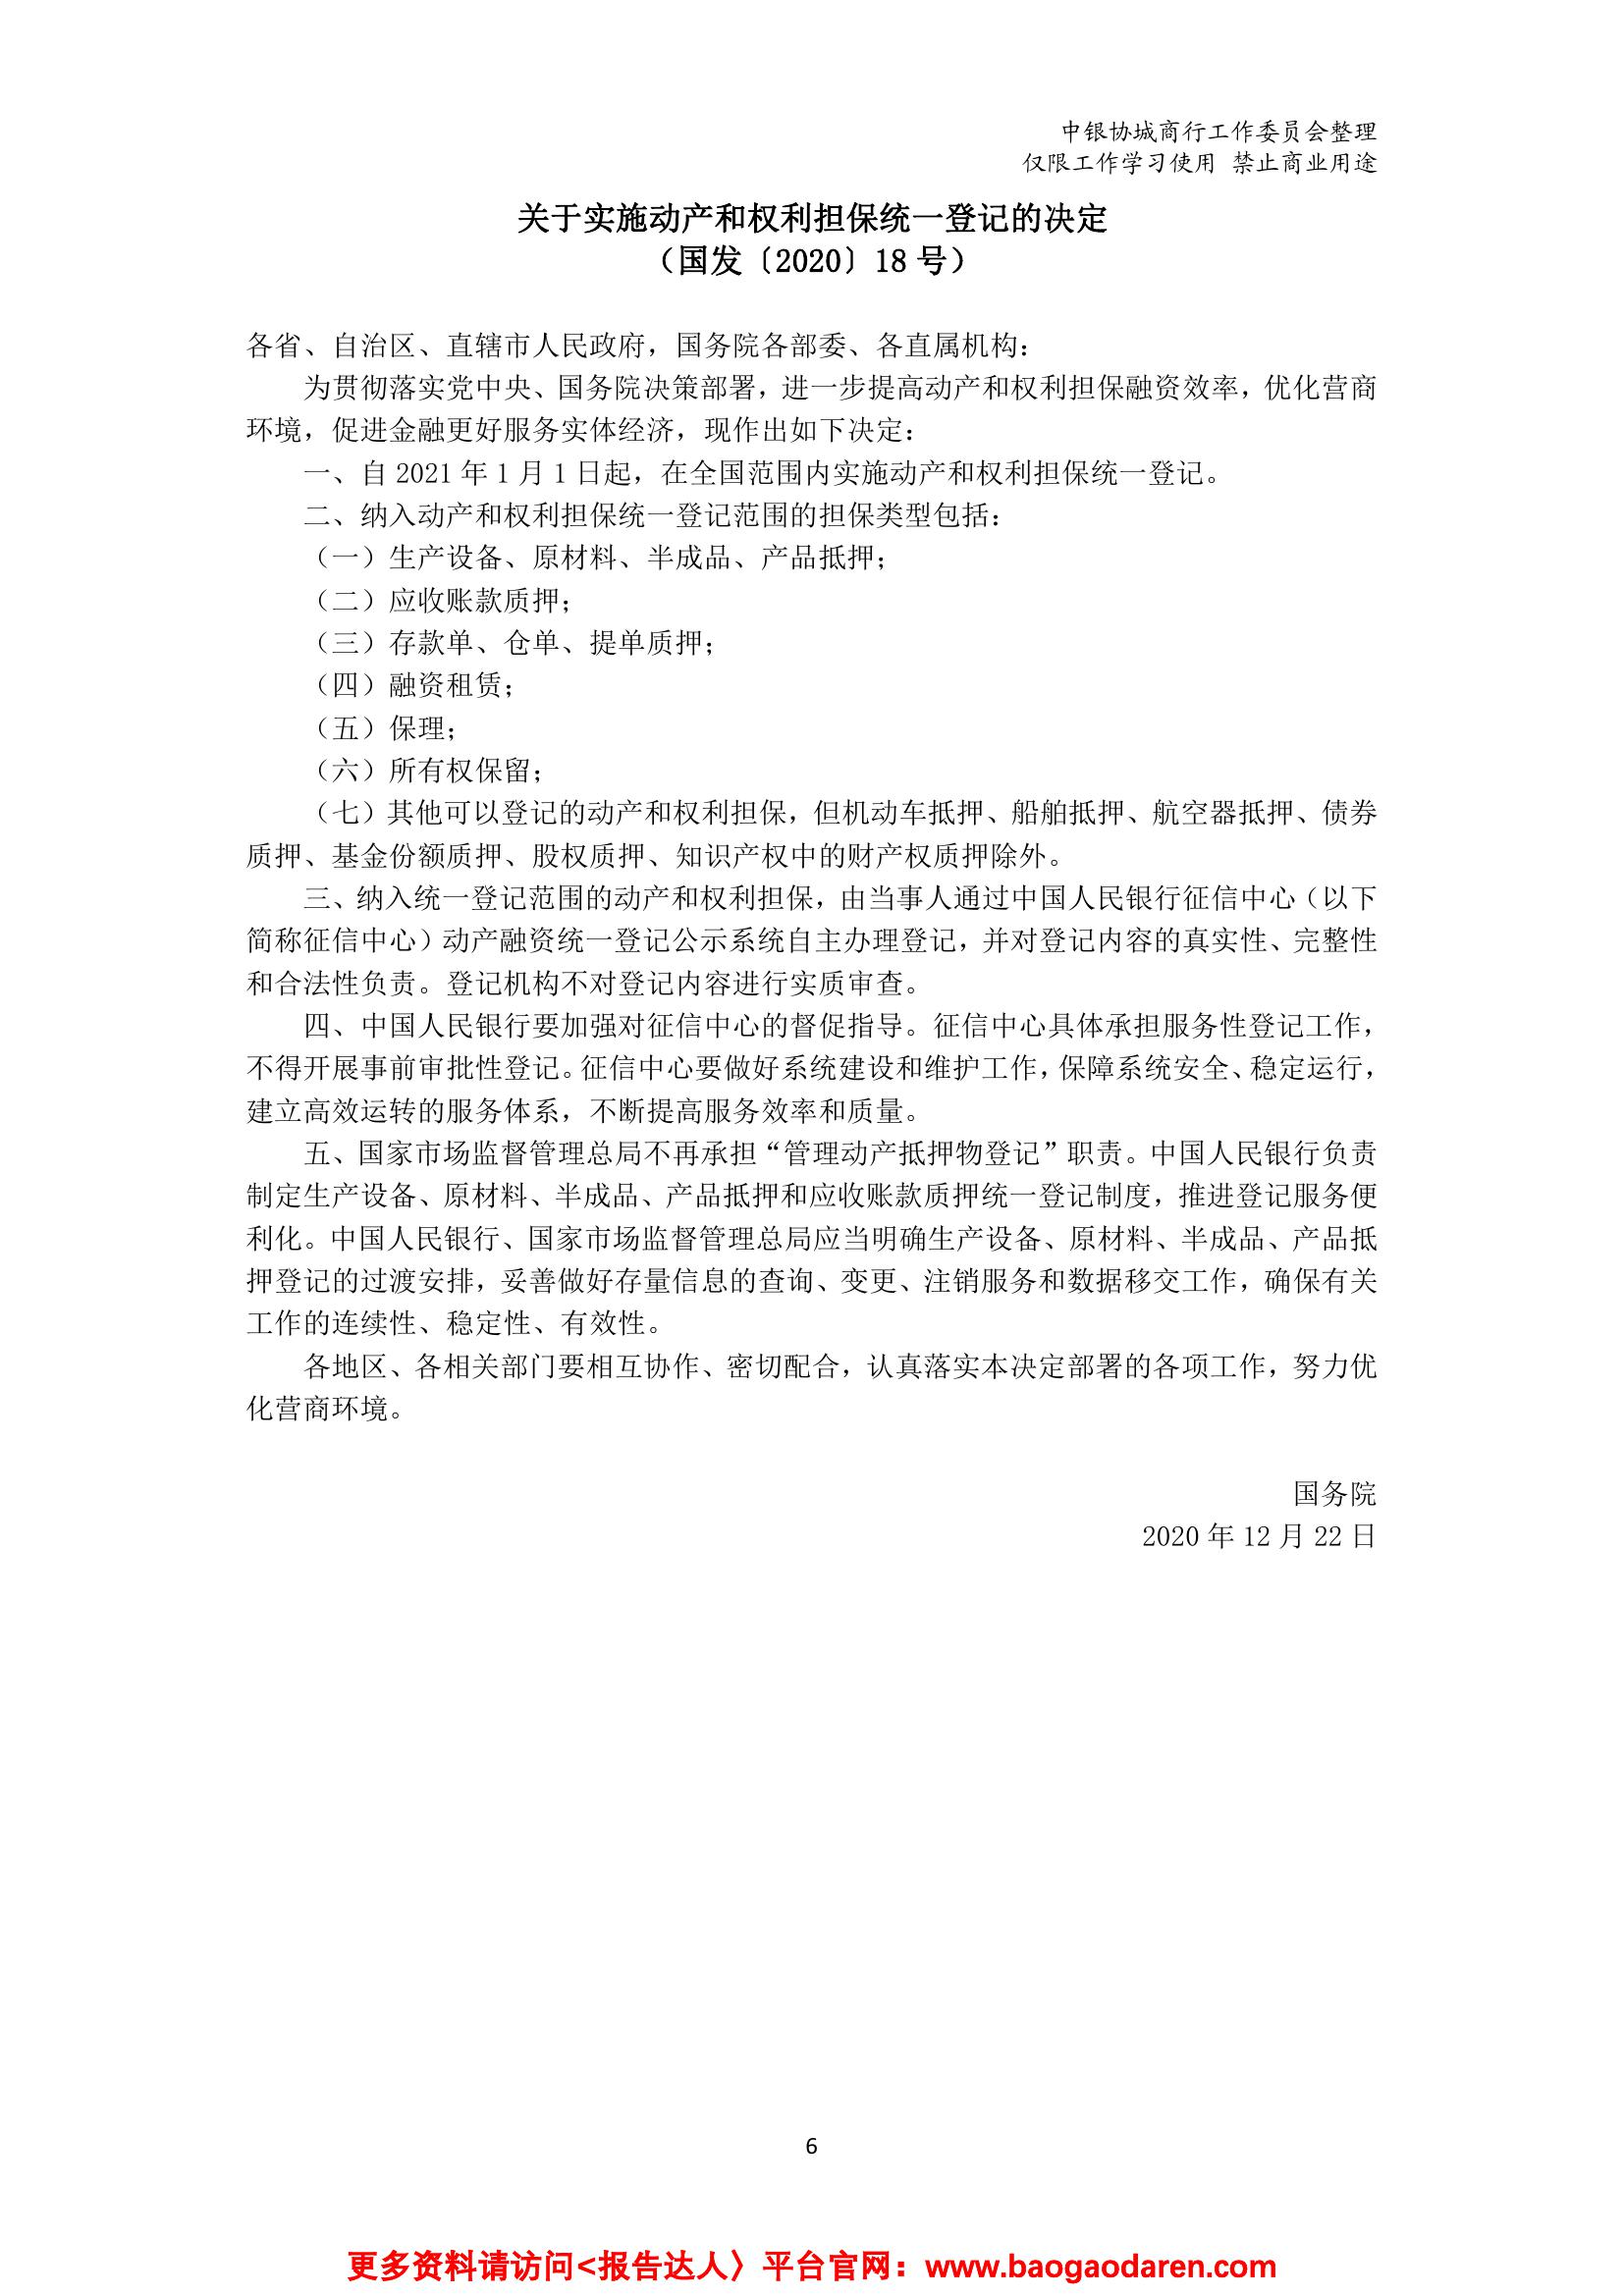 中银协城商行工作委员会整理
仅限工作学习使用 禁止商业用途
关于实施动产和权利担保统一登记的决定
（国发〔2020〕18 号）
各省、自治区、直辖市人民政府，国务院各部委、各直属机构：
为贯彻落实党中央、国务院决策部署，进一步提高动产和权利担保融资效率，优化营商
环境，促进金融更好服务实体经济，现作出如下决定：
一、自 2021 年 1 月 1 日起，在全国范围内实施动产和权利担保统一登记。
二、纳入动产和权利担保统一登记范围的担保类型包括：
（一）生产设备、原材料、半成品、产品抵押；
（二）应收账款质押；
（三）存款单、仓单、提单质押；
（四）融资租赁；
（五）保理；
（六）所有权保留；
（七）其他可以登记的动产和权利担保，但机动车抵押、船舶抵押、航空器抵押、债券
质押、基金份额质押、股权质押、知识产权中的财产权质押除外。
三、纳入统一登记范围的动产和权利担保，由当事人通过中国人民银行征信中心（以下
简称征信中心）动产融资统一登记公示系统自主办理登记，并对登记内容的真实性、完整性
和合法性负责。登记机构不对登记内容进行实质审查。
四、中国人民银行要加强对征信中心的督促指导。征信中心具体承担服务性登记工作，
不得开展事前审批性登记。征信中心要做好系统建设和维护工作，保障系统安全、稳定运行，
建立高效运转的服务体系，不断提高服务效率和质量。
五、国家市场监督管理总局不再承担“管理动产抵押物登记”职责。中国人民银行负责
制定生产设备、原材料、半成品、产品抵押和应收账款质押统一登记制度，推进登记服务便
利化。中国人民银行、国家市场监督管理总局应当明确生产设备、原材料、半成品、产品抵
押登记的过渡安排，妥善做好存量信息的查询、变更、注销服务和数据移交工作，确保有关
工作的连续性、稳定性、有效性。
各地区、各相关部门要相互协作、密切配合，认真落实本决定部署的各项工作，努力优
化营商环境。
国务院
2020 年 12 月 22 日
6
更多资料请访问<报告达人〉平台官网：www.baogaodaren.com